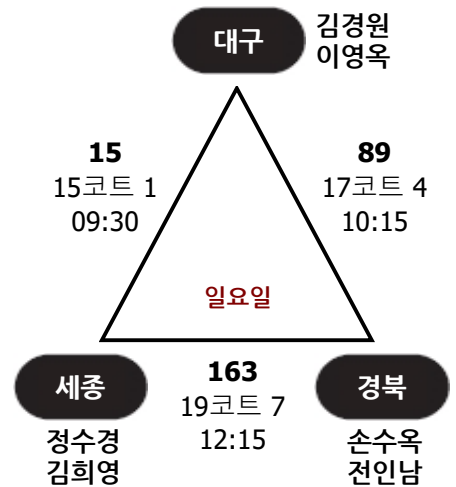 대구
김경원
이영옥
15
15코트 1
09:30
89
17코트 4
10:15
일요일
세종
정수경
김희영
163
19코트 7
12:15
경북
손수옥
전인남